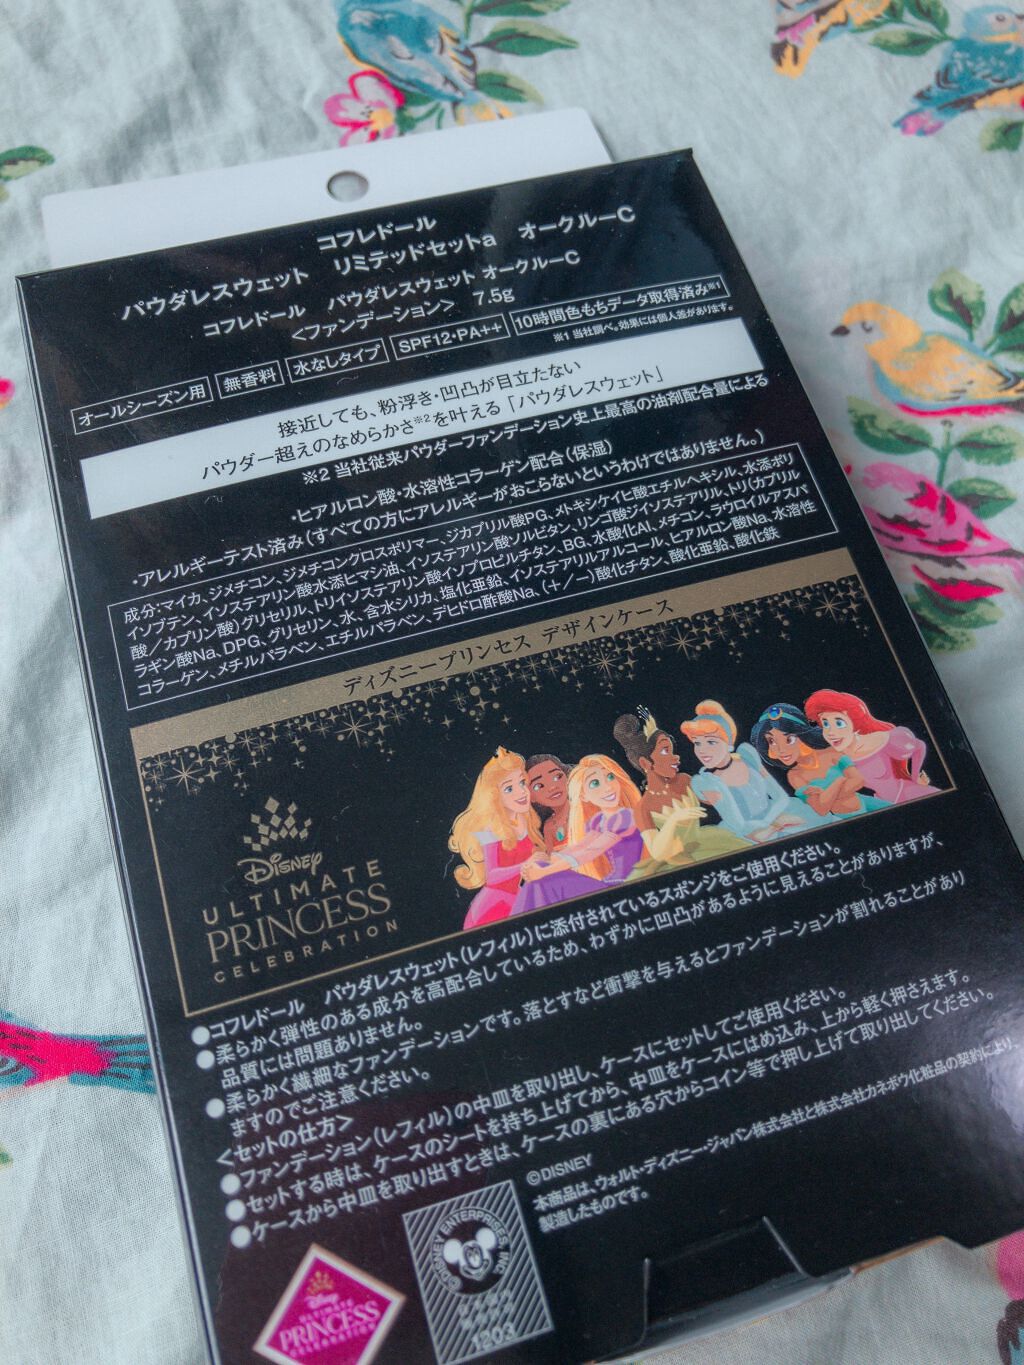 コフレドール
パウダレスウェット リミテッドセットa オークルーC
コフレドール パウダレスウェット オークルーC
＜ファンデーション＞ 7.5g
オールシーズン用 無香料 水なしタイプ SPF12・PA++ 10時間色もちデータ取得済み※1
※1 当社調べ。効果には個人差があります。
接近しても、粉浮き・凹凸が目立たない
パウダー超えのなめらかさ※2を叶える「パウダレスウェット」
※2 当社従来パウダーファンデーション史上最高の油剤配合量による
・ヒアルロン酸・水溶性コラーゲン配合（保湿）
・アレルギーテスト済み（すべての方にアレルギーがおこらないというわけではありません。）
成分：マイカ、ジメチコン、ジメチコンクロスポリマー、ジカプリル酸PG、メトキシケイヒ酸エチルヘキシル、水添ポリ
イソブテン、イソステアリン酸水添ヒマシ油、イソステアリン酸ソルビタン、リンゴ酸ジイソステアリル、トリ（カプリル
酸／カプリン酸）グリセリル、トリイソステアリン酸イソプロピルチタン、BG、水酸化Al、メチコン、ラウロイルアスパ
ラギン酸Na、DPG、グリセリン、水、含水シリカ、塩化亜鉛、イソステアリルアルコール、ヒアルロン酸Na、水溶性
コラーゲン、メチルパラベン、エチルパラベン、デヒドロ酢酸Na、（＋／－）酸化チタン、酸化亜鉛、酸化鉄
ディズニープリンセス デザインケース
Disney
ULTIMATE
PRINCESS
CELEBRATION
●コフレドール パウダレスウェット（レフィル）に添付されているスポンジをご使用ください。
●柔らかく弾性のある成分を高配合しているため、わずかに凹凸があるように見えることがありますが、
品質には問題ありません。
●柔らかく繊細なファンデーションです。落とすなど衝撃を与えるとファンデーションが割れることがあり
ますのでご注意ください。
＜セットの仕方＞
●ファンデーション（レフィル）の中皿を取り出し、ケースにセットしてご使用ください。
●セットする時は、ケースのシートを持ち上げてから、中皿をケースにはめ込み、上から軽く押さえます。
●ケースから中皿を取り出すときは、ケースの裏にある穴からコイン等で押し上げて取り出してください。
©DISNEY
本商品は、ウォルト・ディズニー・ジャパン株式会社と株式会社カネボウ化粧品の契約により、
製造したものです。
©DISNEY ENTERPRISES, INC.
1203
Disney
ULTIMATE
PRINCESS
CELEBRATION